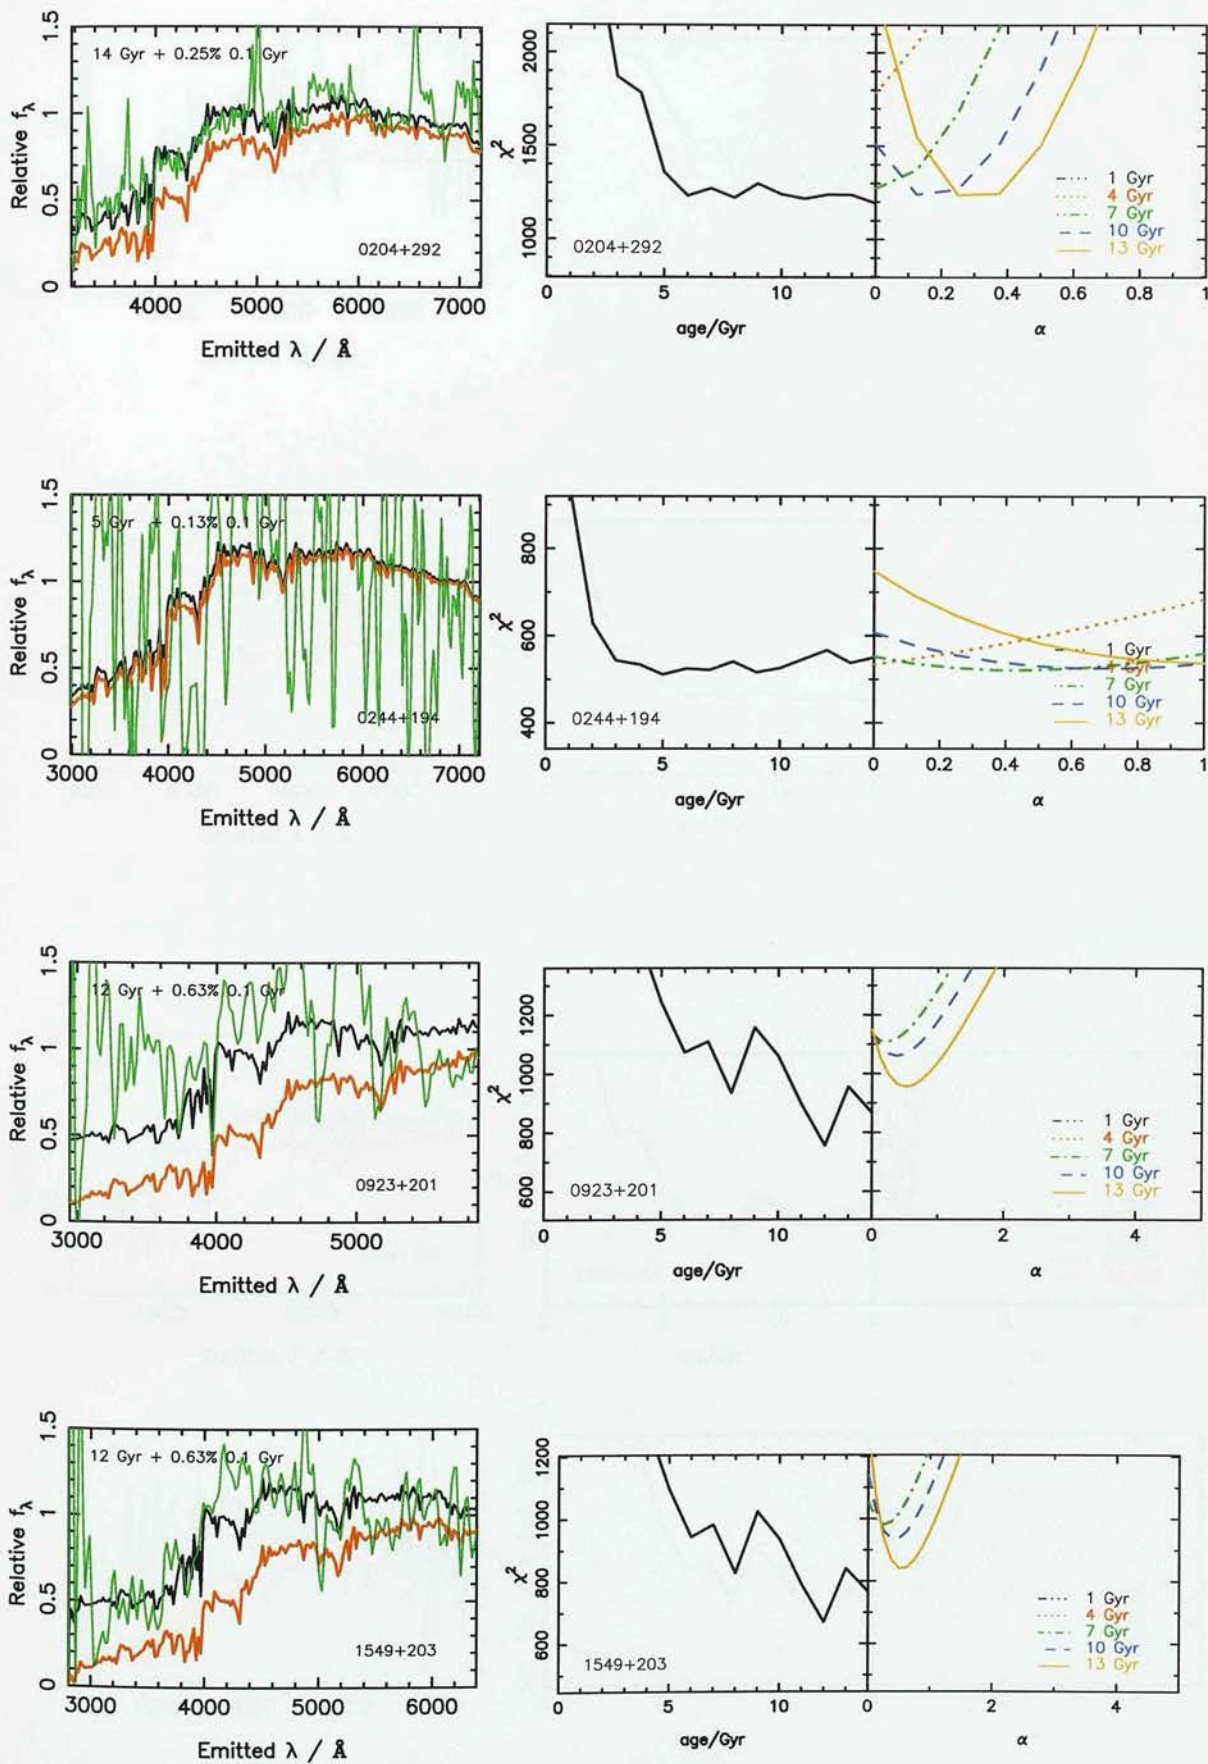 14 Gyr + 0.25% 0.1 Gyr
0204+292
Relative fλ
0 0.5 1 1.5
4000 5000 6000 7000
Emitted λ / Å
χ²
1000 1500 2000
0204+292
0 5 10
age/Gyr
1 Gyr
4 Gyr
7 Gyr
10 Gyr
13 Gyr
0 0.2 0.4 0.6 0.8 1
α
5 Gyr + 0.13% 0.1 Gyr
0244+194
Relative fλ
0 0.5 1 1.5
3000 4000 5000 6000 7000
Emitted λ / Å
χ²
400 600 800
0244+194
0 5 10
age/Gyr
1 Gyr
4 Gyr
7 Gyr
10 Gyr
13 Gyr
0 0.2 0.4 0.6 0.8 1
α
12 Gyr + 0.63% 0.1 Gyr
0923+201
Relative fλ
0 0.5 1 1.5
3000 4000 5000
Emitted λ / Å
χ²
600 800 1000 1200
0923+201
0 5 10
age/Gyr
1 Gyr
4 Gyr
7 Gyr
10 Gyr
13 Gyr
0 2 4
α
12 Gyr + 0.63% 0.1 Gyr
1549+203
Relative fλ
0 0.5 1 1.5
3000 4000 5000 6000
Emitted λ / Å
χ²
600 800 1000 1200
1549+203
0 5 10
age/Gyr
1 Gyr
4 Gyr
7 Gyr
10 Gyr
13 Gyr
0 2 4
α